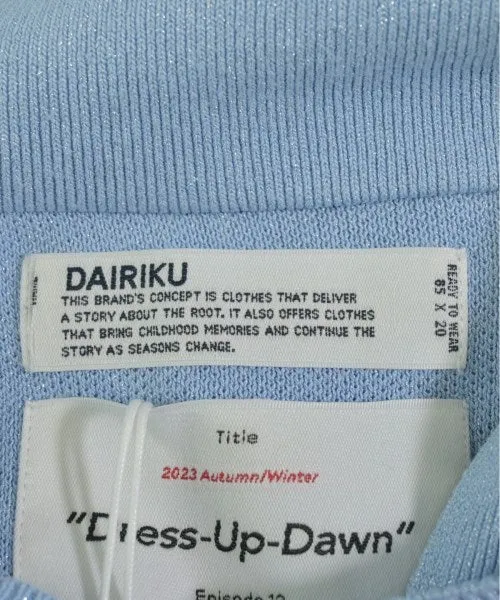 DAIRIKU
THIS BRAND'S CONCEPT IS CLOTHES THAT DELIVER
A STORY ABOUT THE ROOT. IT ALSO OFFERS CLOTHES
THAT BRING CHILDHOOD MEMORIES AND CONTINUE THE
STORY AS SEASONS CHANGE.
READY TO WEAR
85 X 20
Title
2023 Autumn/Winter
"Dress-Up-Dawn"
Episode